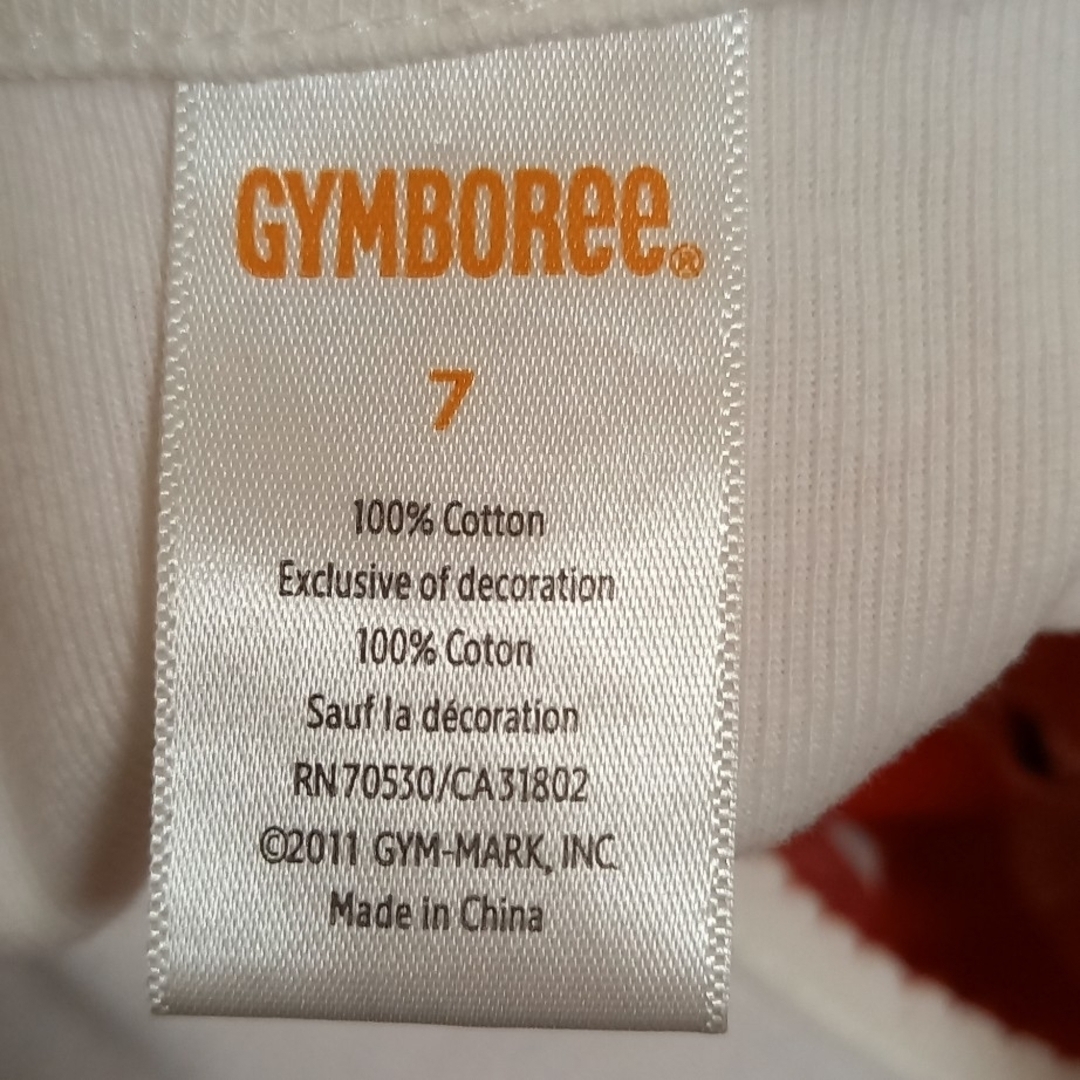 GYMBORee®
7
100% Cotton
Exclusive of decoration
100% Coton
Sauf la décoration
RN70530/CA31802
©2011 GYM-MARK, INC
Made in China